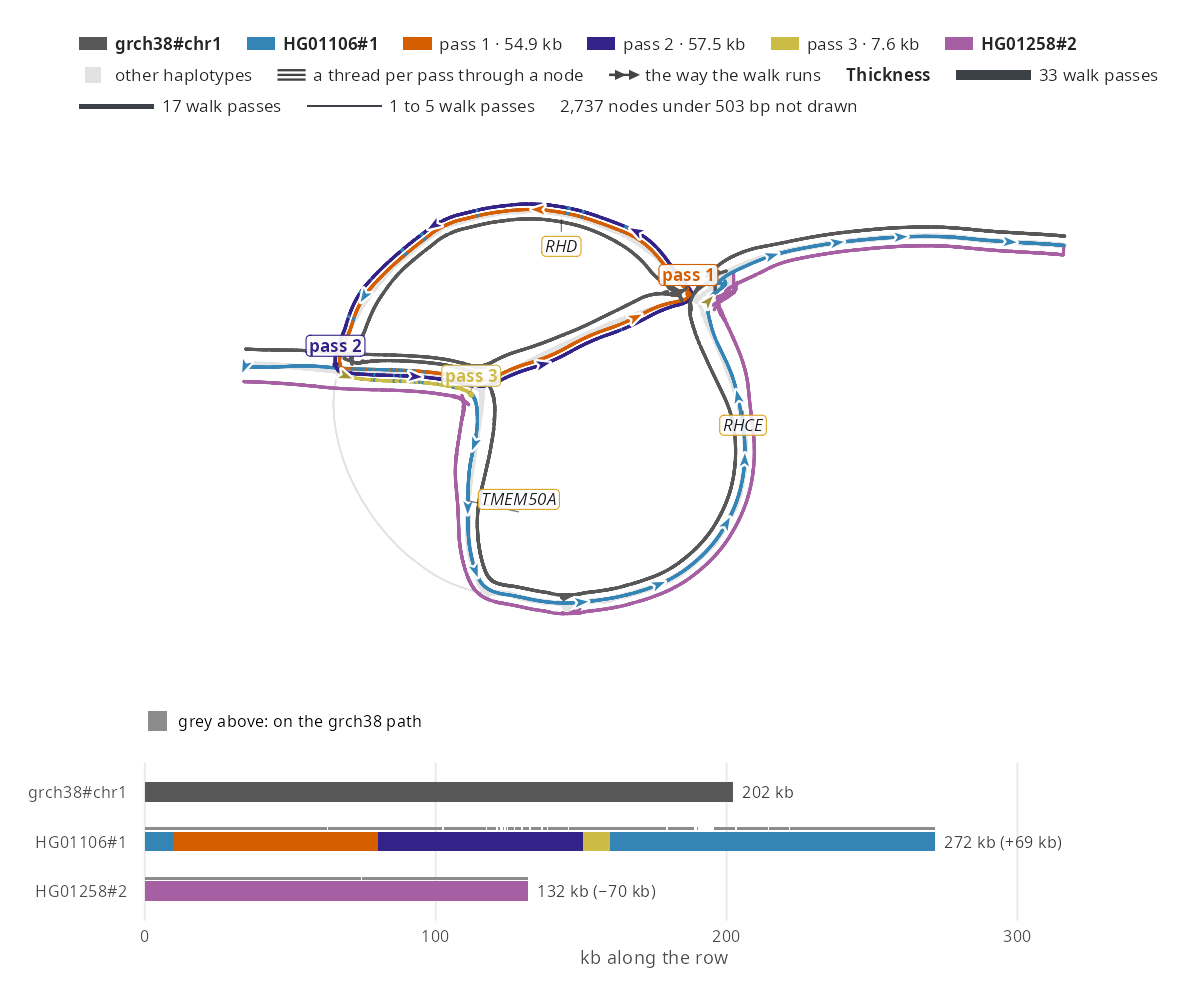 grch38#chr1 HG01106#1 pass 1 · 54.9 kb pass 2 · 57.5 kb pass 3 · 7.6 kb HG01258#2
other haplotypes a thread per pass through a node the way the walk runs Thickness 33 walk passes
17 walk passes 1 to 5 walk passes 2,737 nodes under 503 bp not drawn
RHD
pass 1
pass 2
pass 3
RHCE
TMEM50A
grey above: on the grch38 path
grch38#chr1 202 kb
HG01106#1 272 kb (+69 kb)
HG01258#2 132 kb (−70 kb)
0 100 200 300
kb along the row